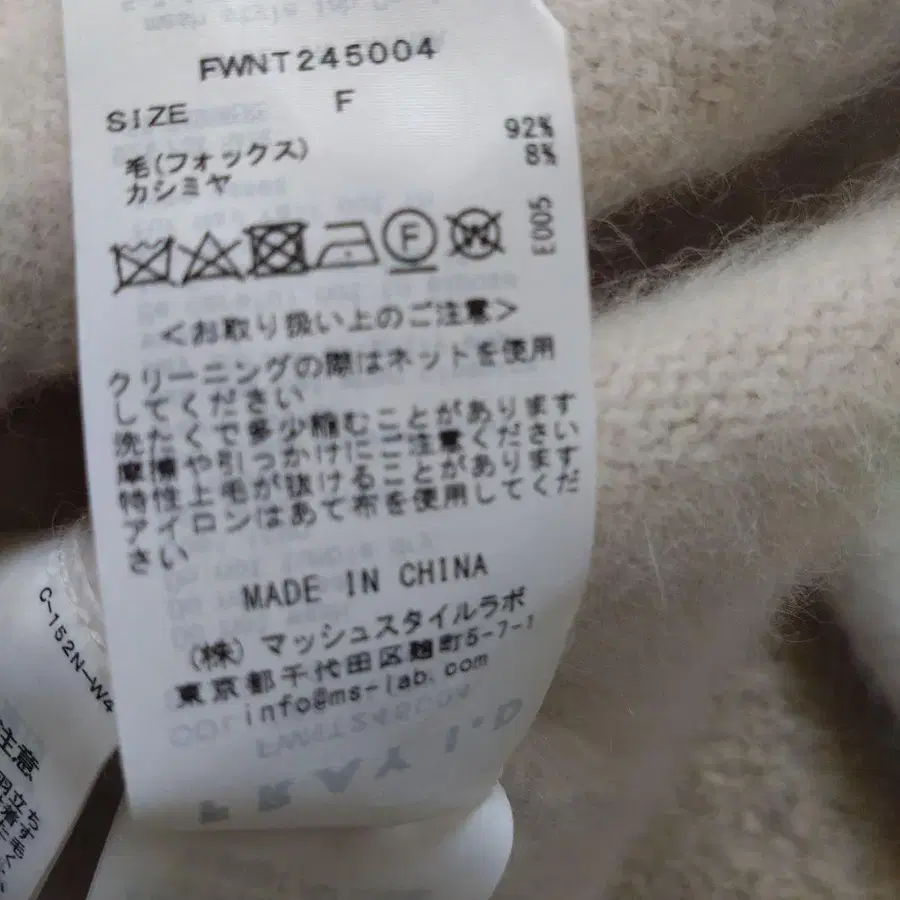 FWNT245004
SIZE F
毛(フォックス) 92%
カシミヤ 8%
E005
F
W
<お取り扱い上のご注意>
クリーニングの際はネットを使用
してください
洗たくで多少縮むことがあります
摩擦や引っかけにご注意ください
特性上毛が抜けることがあります
アイロンはあて布を使用してくだ
さい
MADE IN CHINA
(株)マッシュスタイルラボ
東京都千代田区麹町5-7-1
corinfo@ms-lab.com
FRAY I.D
C-152N-W4
注意